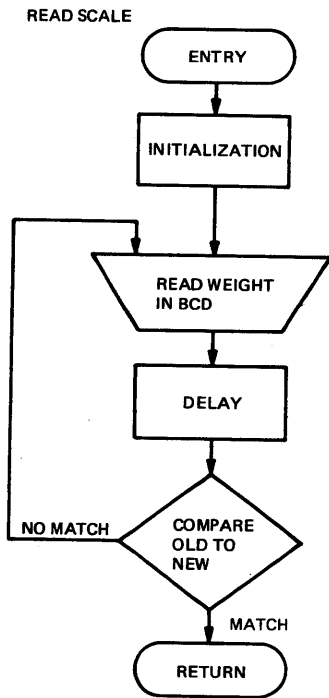 READ SCALE
ENTRY
INITIALIZATION
READ WEIGHT
IN BCD
DELAY
COMPARE
OLD TO
NEW
NO MATCH
MATCH
RETURN